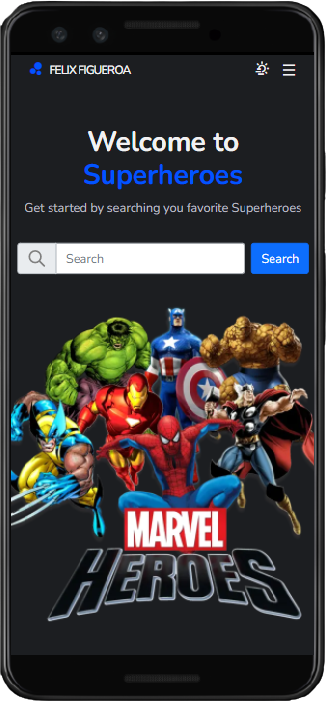 FELIX FIGUEROA
Welcome to
Superheroes
Get started by searching you favorite Superheroes
Search
Search
MARVEL
HEROES